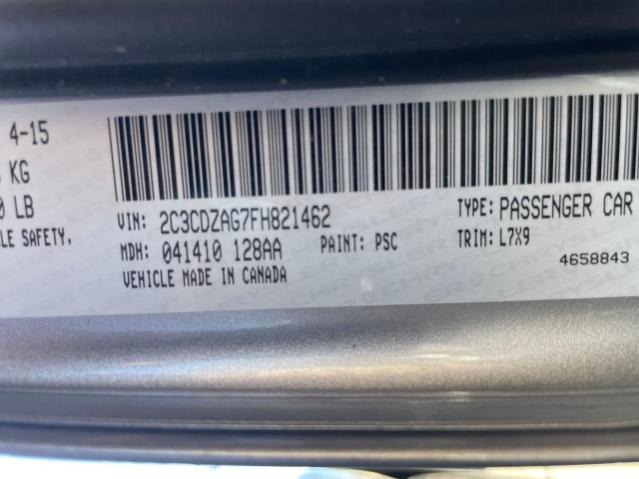 4-15
KG
LB
SAFETY,
VIN: 2C3CDZAG7FH821462
TYPE: PASSENGER CAR
MDH: 041410 128AA
PAINT: PSC
TRIM: L7X9
VEHICLE MADE IN CANADA
4658843